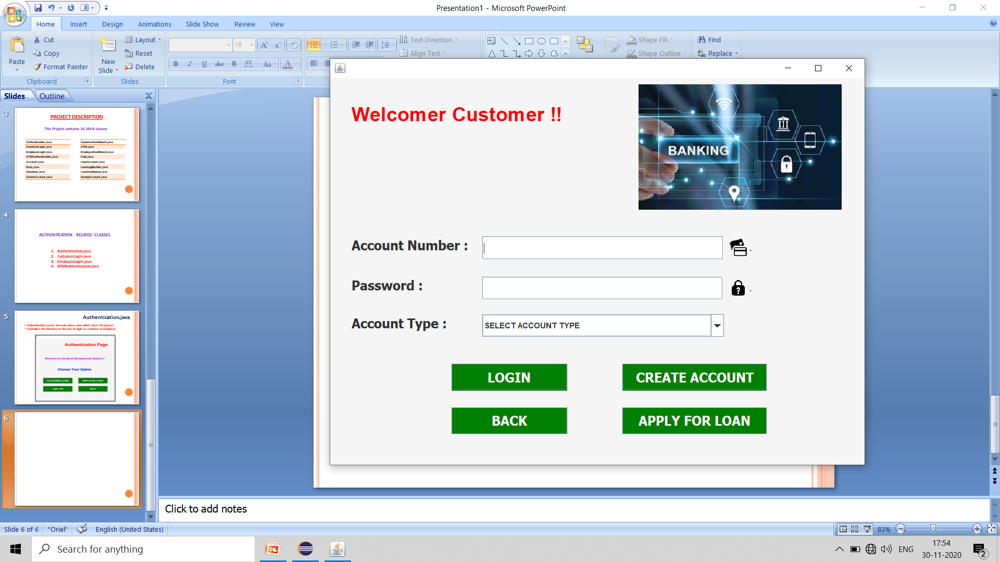 Presentation1 - Microsoft PowerPoint
Home Insert Design Animations Slide Show Review View
Paste
Cut
Copy
Format Painter
Clipboard
New
Slide
Layout
Reset
Delete
Slides
18
B I U abc S AV Aa A
Font
Text Direction
Align Text
Shape Fill
Shape Outline
Find
Replace
Slides Outline
3
PROJECT DESCRIPTION
This Project contains 16 JAVA classes
Authentication.java CustomerDashboard.java
CustomerLogin.java ATM.java
EmployeeLogin.java EmployeeDashboard.java
ATMAuthentication.java Help.java
Account.java LoanAccount.java
Data.java LoanApplication.java
Database.java LoanDashboard.java
CreateAccount.java SavingAccount.java
4
AUTHENTICATION RELATED CLASSES
1. Authentication.java
2. CustomerLogin.java
3. EmployeeLogin.java
4. ATMAuthentication.java
5
Authentication.java
• Authentication.java is the main driver class which starts the project.
• It provides the interface to the user to login as customer or employee.
Authentication Page
Welcome to the Bank Management System !!
Choose Your Option
CUSTOMER LOGIN EMPLOYEE LOGIN
USE ATM HELP
6
Welcomer Customer !!
BANKING
Account Number : .
Password : .
Account Type : SELECT ACCOUNT TYPE
LOGIN CREATE ACCOUNT
BACK APPLY FOR LOAN
Click to add notes
Slide 6 of 6 "Oriel" English (United States) 83%
Search for anything
ENG
17:54
30-11-2020
2